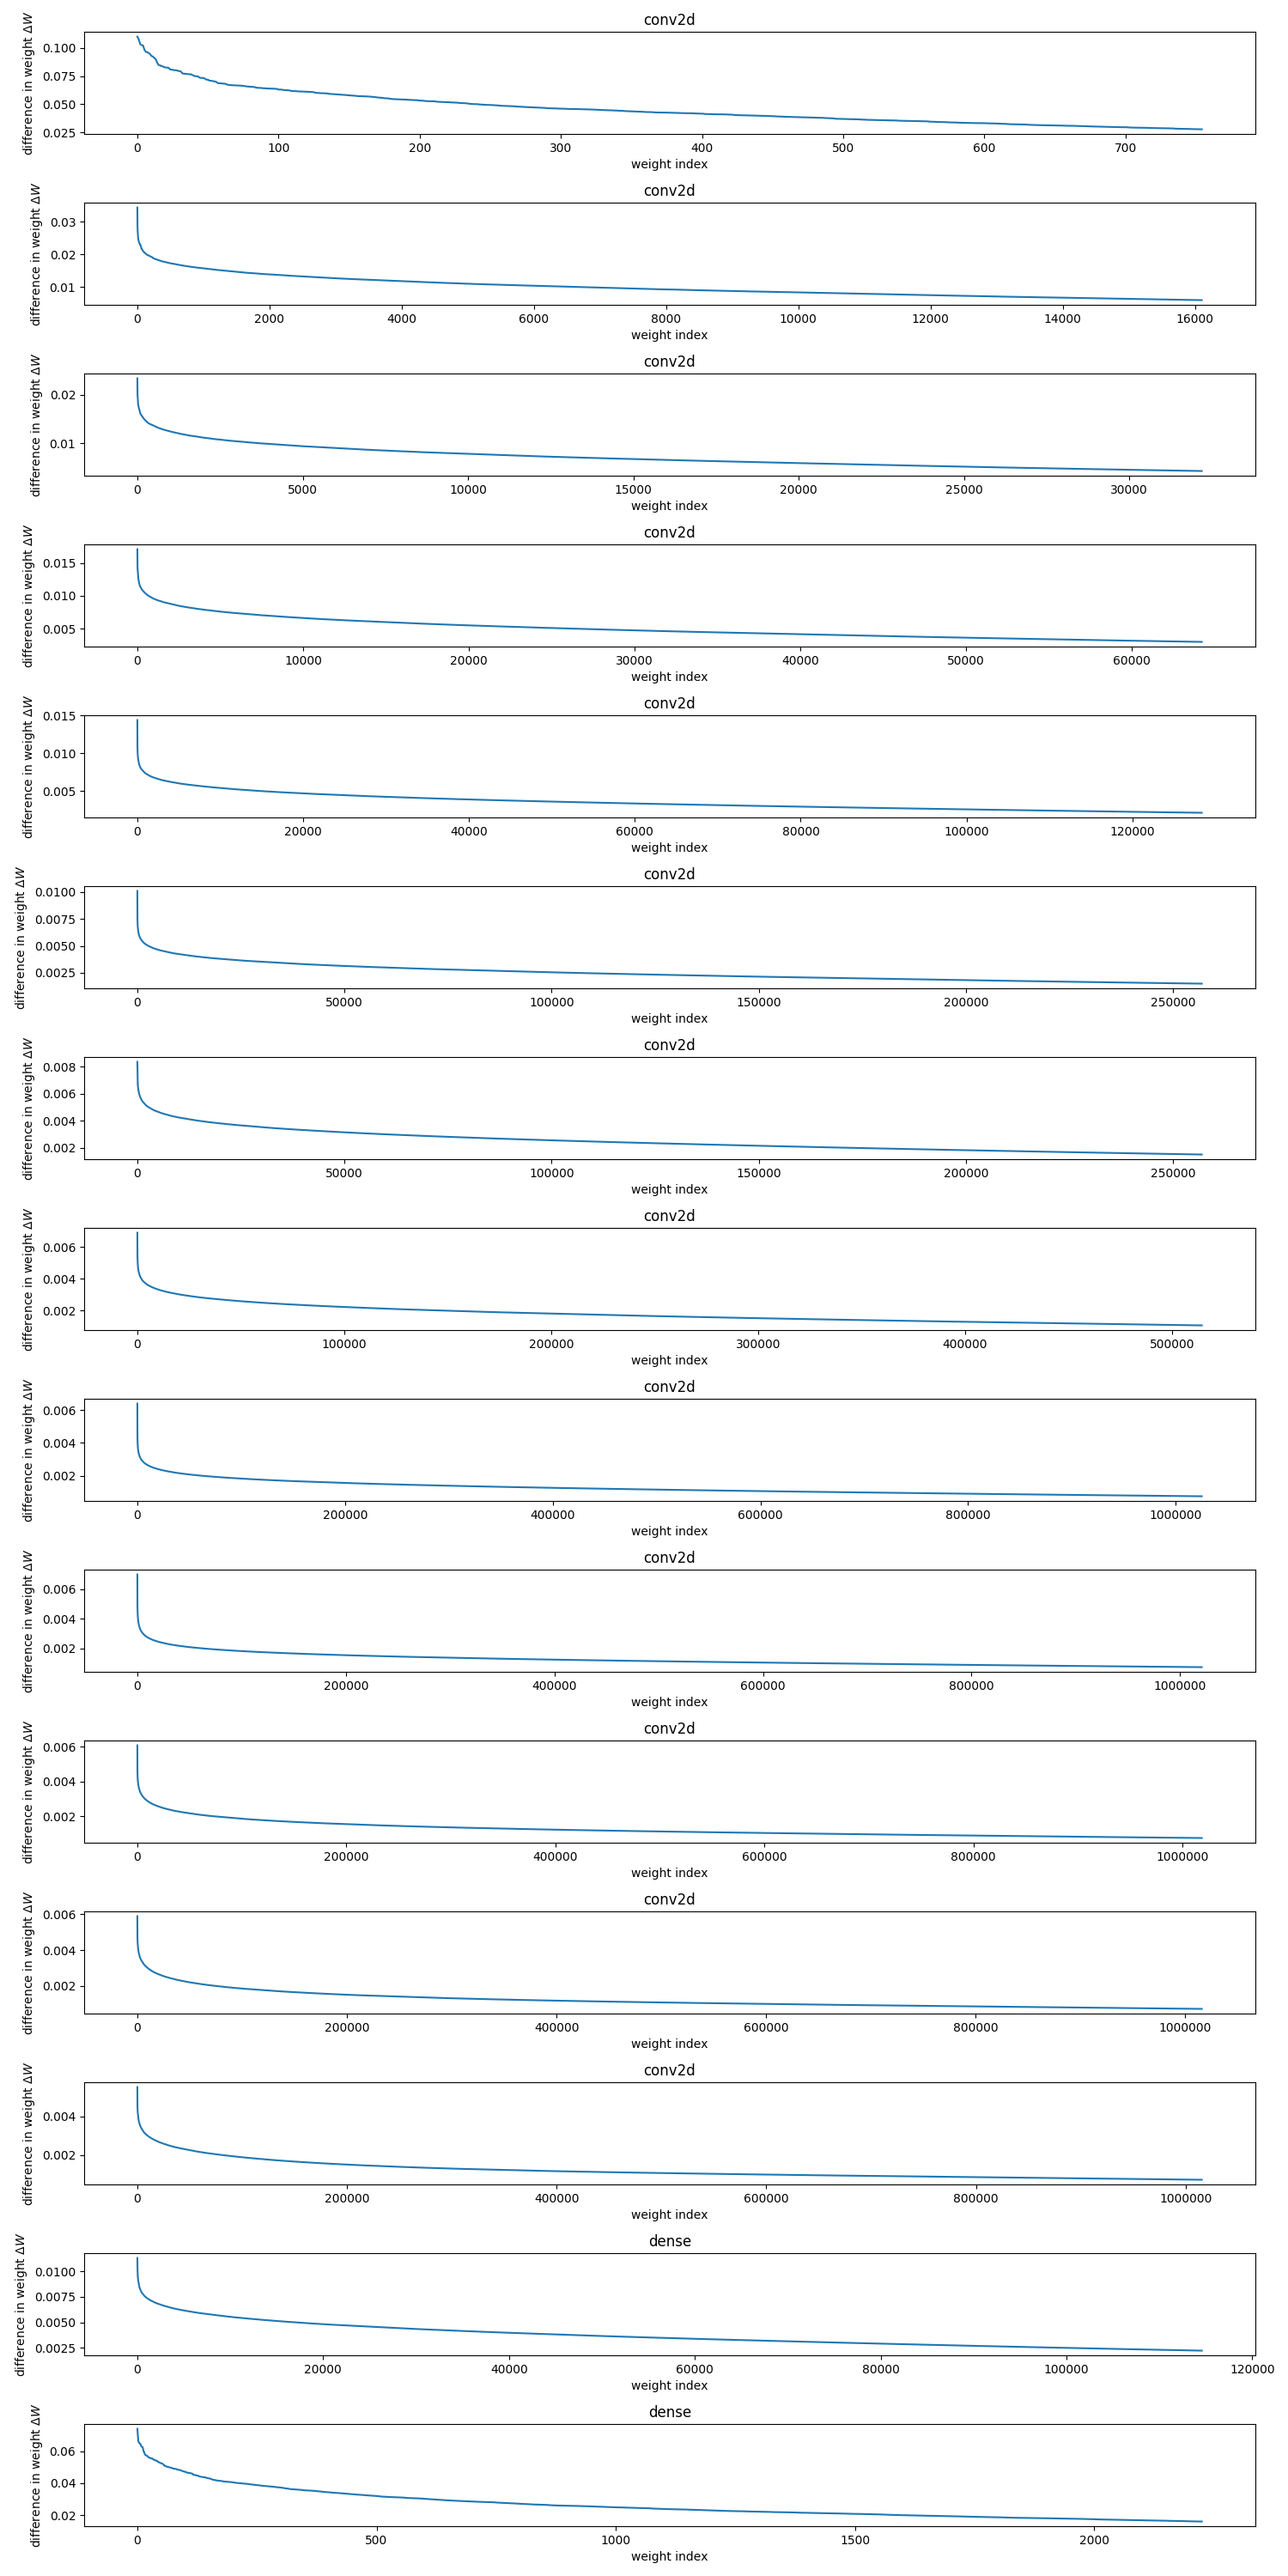 conv2d
difference in weight ΔW
0.100
0.075
0.050
0.025
0 100 200 300 400 500 600 700
weight index
conv2d
difference in weight ΔW
0.03
0.02
0.01
0 2000 4000 6000 8000 10000 12000 14000 16000
weight index
conv2d
difference in weight ΔW
0.02
0.01
0 5000 10000 15000 20000 25000 30000
weight index
conv2d
difference in weight ΔW
0.015
0.010
0.005
0 10000 20000 30000 40000 50000 60000
weight index
conv2d
difference in weight ΔW
0.015
0.010
0.005
0 20000 40000 60000 80000 100000 120000
weight index
conv2d
difference in weight ΔW
0.0100
0.0075
0.0050
0.0025
0 50000 100000 150000 200000 250000
weight index
conv2d
difference in weight ΔW
0.008
0.006
0.004
0.002
0 50000 100000 150000 200000 250000
weight index
conv2d
difference in weight ΔW
0.006
0.004
0.002
0 100000 200000 300000 400000 500000
weight index
conv2d
difference in weight ΔW
0.006
0.004
0.002
0 200000 400000 600000 800000 1000000
weight index
conv2d
difference in weight ΔW
0.006
0.004
0.002
0 200000 400000 600000 800000 1000000
weight index
conv2d
difference in weight ΔW
0.006
0.004
0.002
0 200000 400000 600000 800000 1000000
weight index
conv2d
difference in weight ΔW
0.006
0.004
0.002
0 200000 400000 600000 800000 1000000
weight index
conv2d
difference in weight ΔW
0.004
0.002
0 200000 400000 600000 800000 1000000
weight index
dense
difference in weight ΔW
0.0100
0.0075
0.0050
0.0025
0 20000 40000 60000 80000 100000 120000
weight index
dense
difference in weight ΔW
0.06
0.04
0.02
0 500 1000 1500 2000
weight index